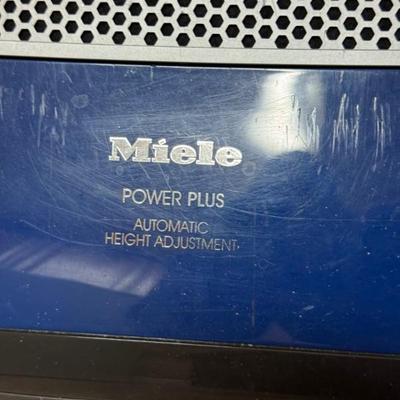 Miele
POWER PLUS
AUTOMATIC
HEIGHT ADJUSTMENT